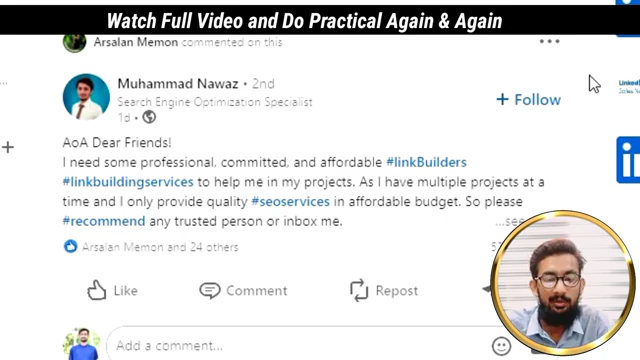 Watch Full Video and Do Practical Again & Again
Arsalan Memon commented on this
Muhammad Nawaz • 2nd
Search Engine Optimization Specialist
1d •
+ Follow
AoA Dear Friends!
I need some professional, committed, and affordable #linkBuilders
#linkbuildingservices to help me in my projects. As I have multiple projects at a
time and I only provide quality #seoservices in affordable budget. So please
#recommend any trusted person or inbox me.
Arsalan Memon and 24 others
Like
Comment
Repost
Add a comment...
Linked
in